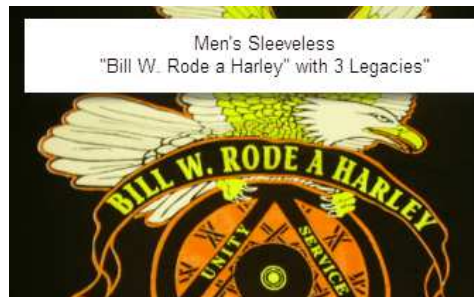 Men's Sleeveless
"Bill W. Rode a Harley" with 3 Legacies"
BILL W. RODE A HARLEY
UNITY
SERVICE